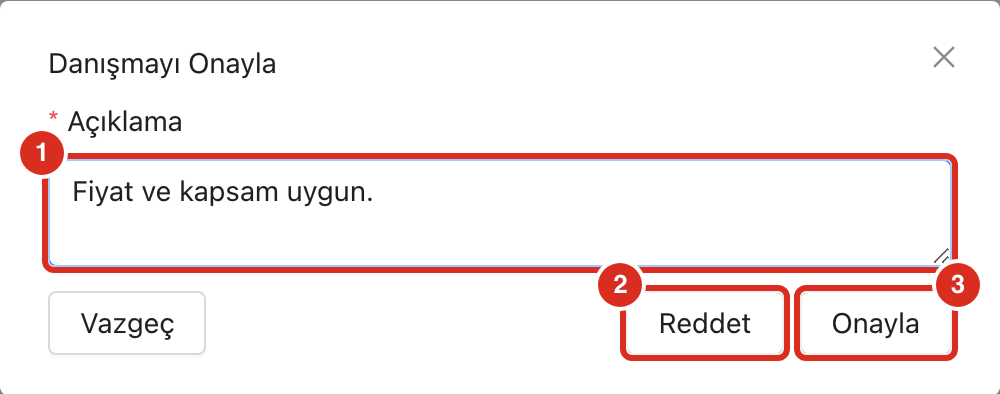 Danışmayı Onayla
* Açıklama
1
Fiyat ve kapsam uygun.
2
3
Vazgeç
Reddet
Onayla